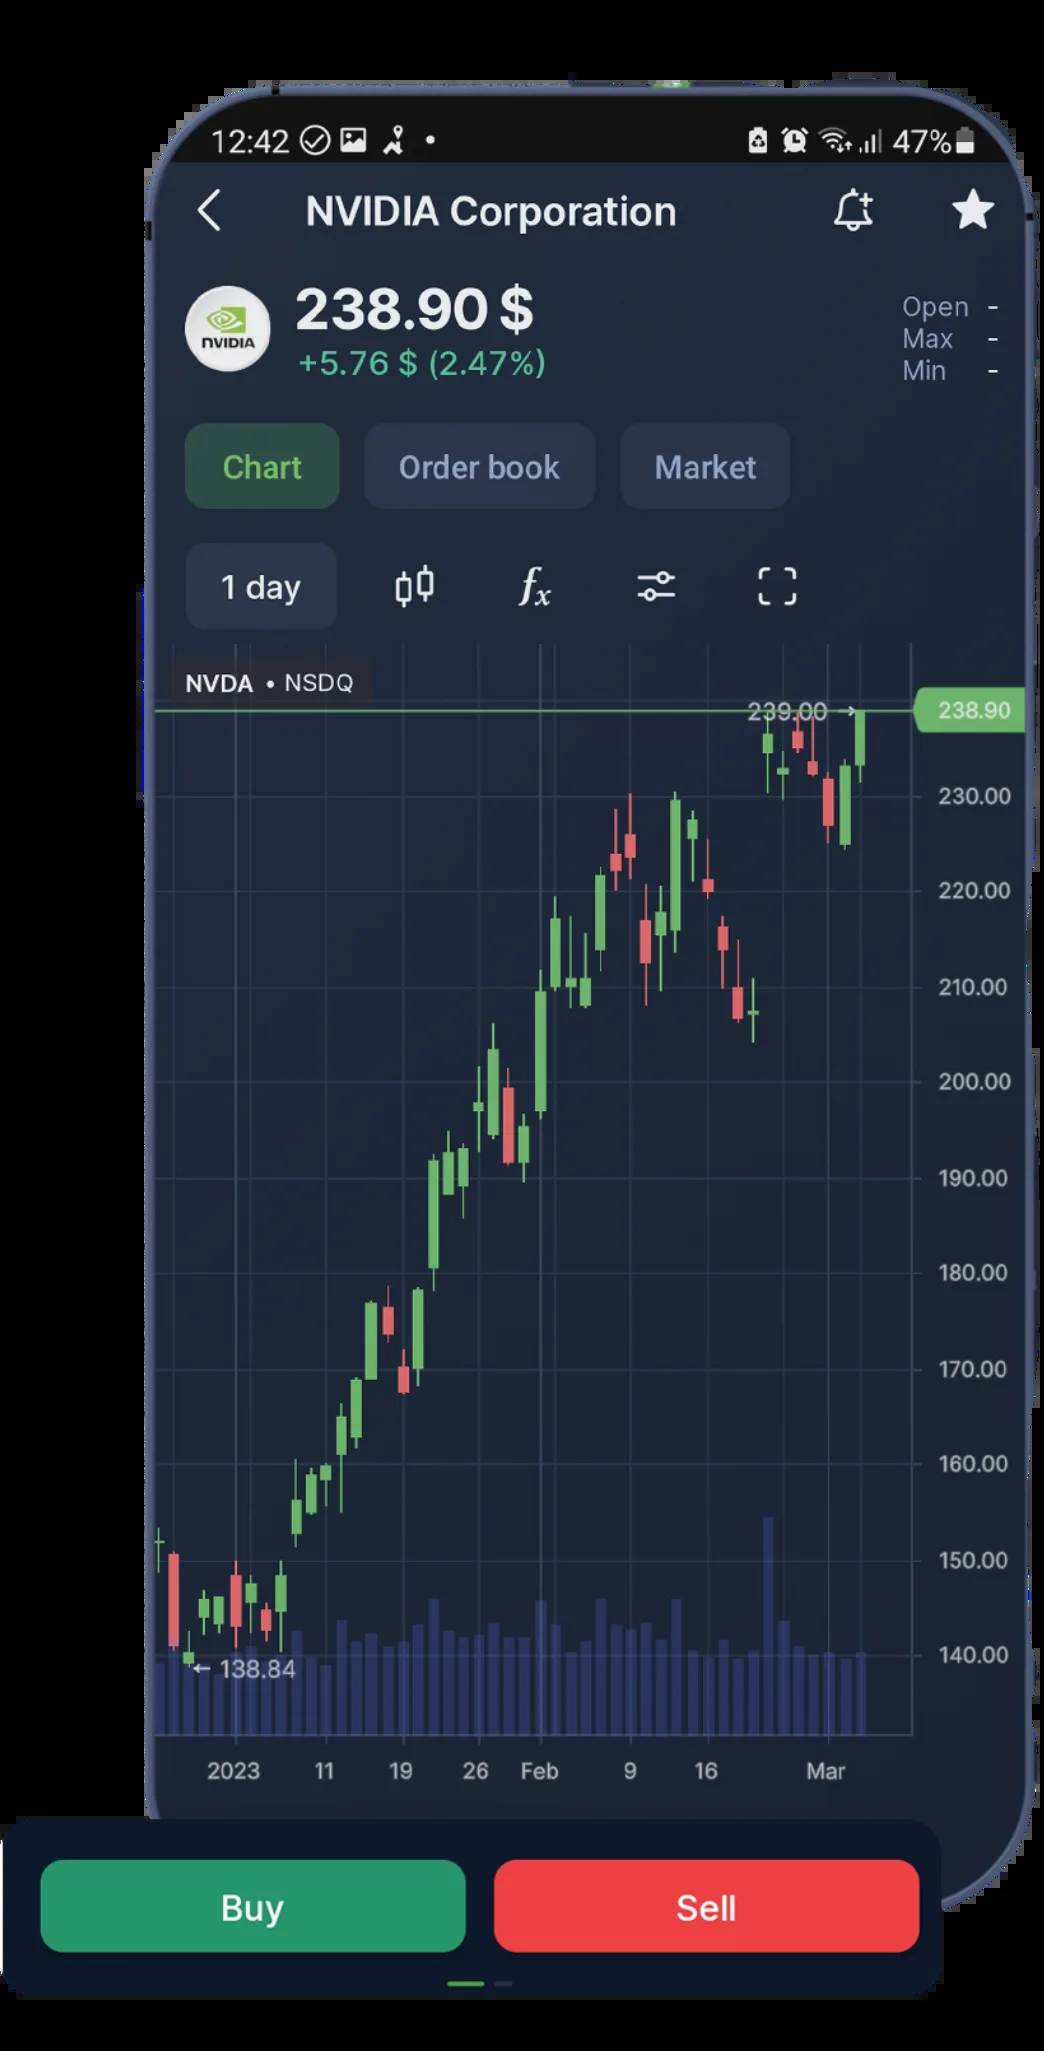 12:42 47%
NVIDIA Corporation
238.90 $
+5.76 $ (2.47%)
Open -
Max -
Min -
nVIDIA
Chart Order book Market
1 day fx
NVDA • NSDQ
239.00 →
238.90
230.00
220.00
210.00
200.00
190.00
180.00
170.00
160.00
150.00
140.00
← 138.84
2023 11 19 26 Feb 9 16 Mar
Buy Sell